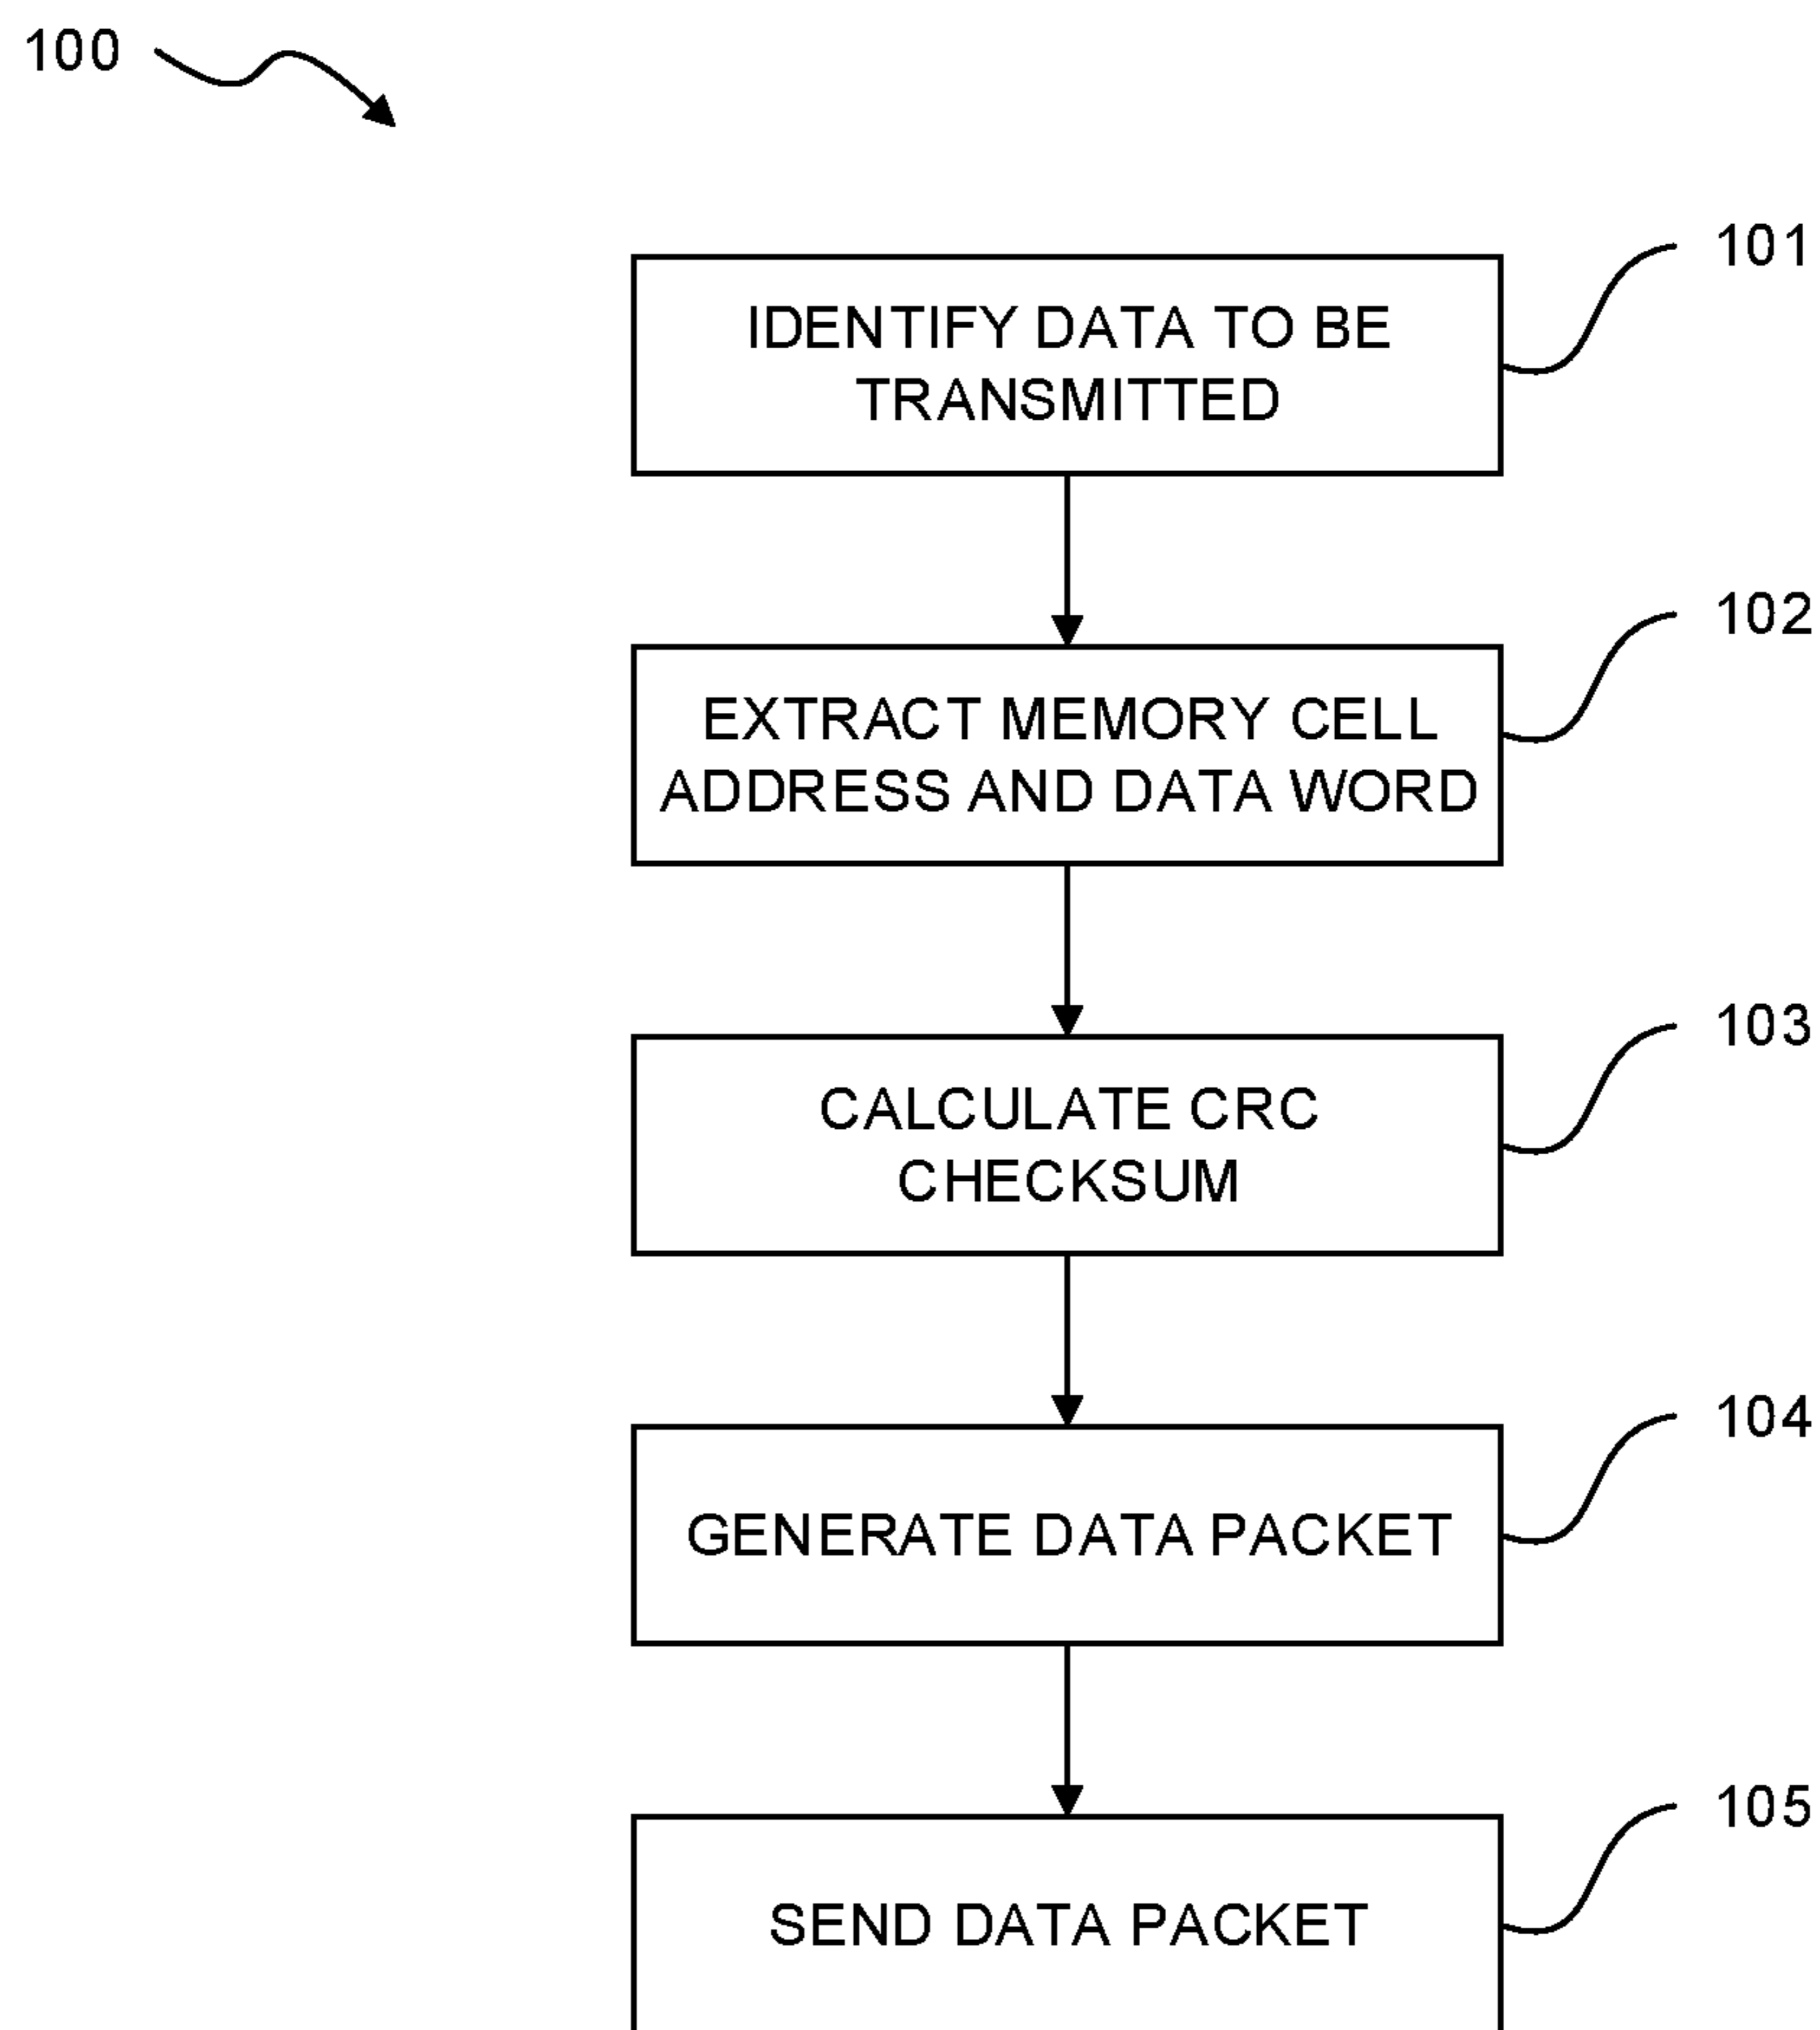 100
101
IDENTIFY DATA TO BE
TRANSMITTED
102
EXTRACT MEMORY CELL
ADDRESS AND DATA WORD
103
CALCULATE CRC
CHECKSUM
104
GENERATE DATA PACKET
105
SEND DATA PACKET